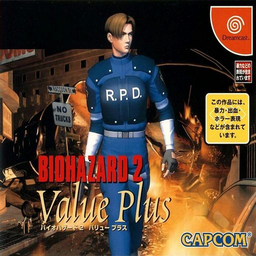 Dreamcast
NO
TRUCKS
R.P.D.
この作品には、
暴力・出血・
ホラー表現
などが含まれて
います。
BIOHAZARD 2
Value Plus
バイオハザード2 バリュー プラス
CAPCOM